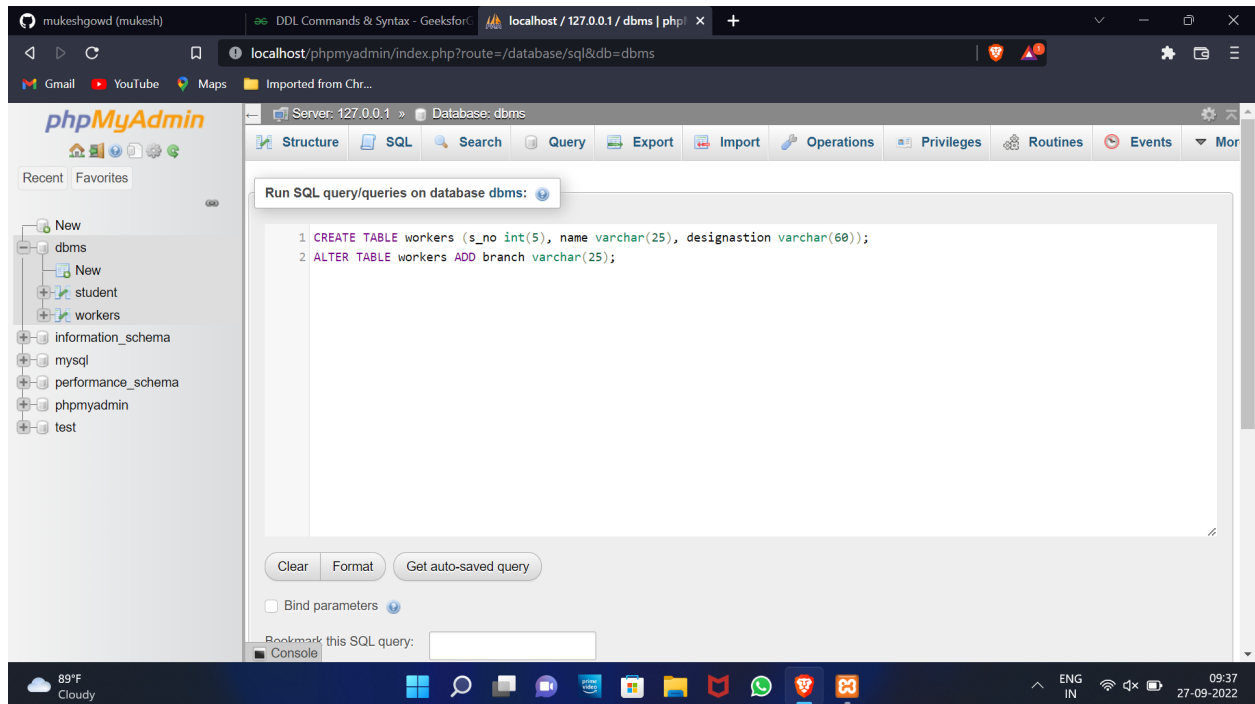 mukeshgowd (mukesh)
DDL Commands & Syntax - GeeksforG
localhost / 127.0.0.1 / dbms | php
localhost/phpmyadmin/index.php?route=/database/sql&db=dbms
1
Gmail YouTube Maps Imported from Chr...
phpMyAdmin
Recent Favorites
New
dbms
New
student
workers
information_schema
mysql
performance_schema
phpmyadmin
test
Server: 127.0.0.1 » Database: dbms
Structure SQL Search Query Export Import Operations Privileges Routines Events Mor
Run SQL query/queries on database dbms:
1 CREATE TABLE workers (s_no int(5), name varchar(25), designastion varchar(60));
2 ALTER TABLE workers ADD branch varchar(25);
Clear Format Get auto-saved query
Bind parameters
Bookmark this SQL query:
Console
89°F
Cloudy
prime video
ENG
IN
09:37
27-09-2022